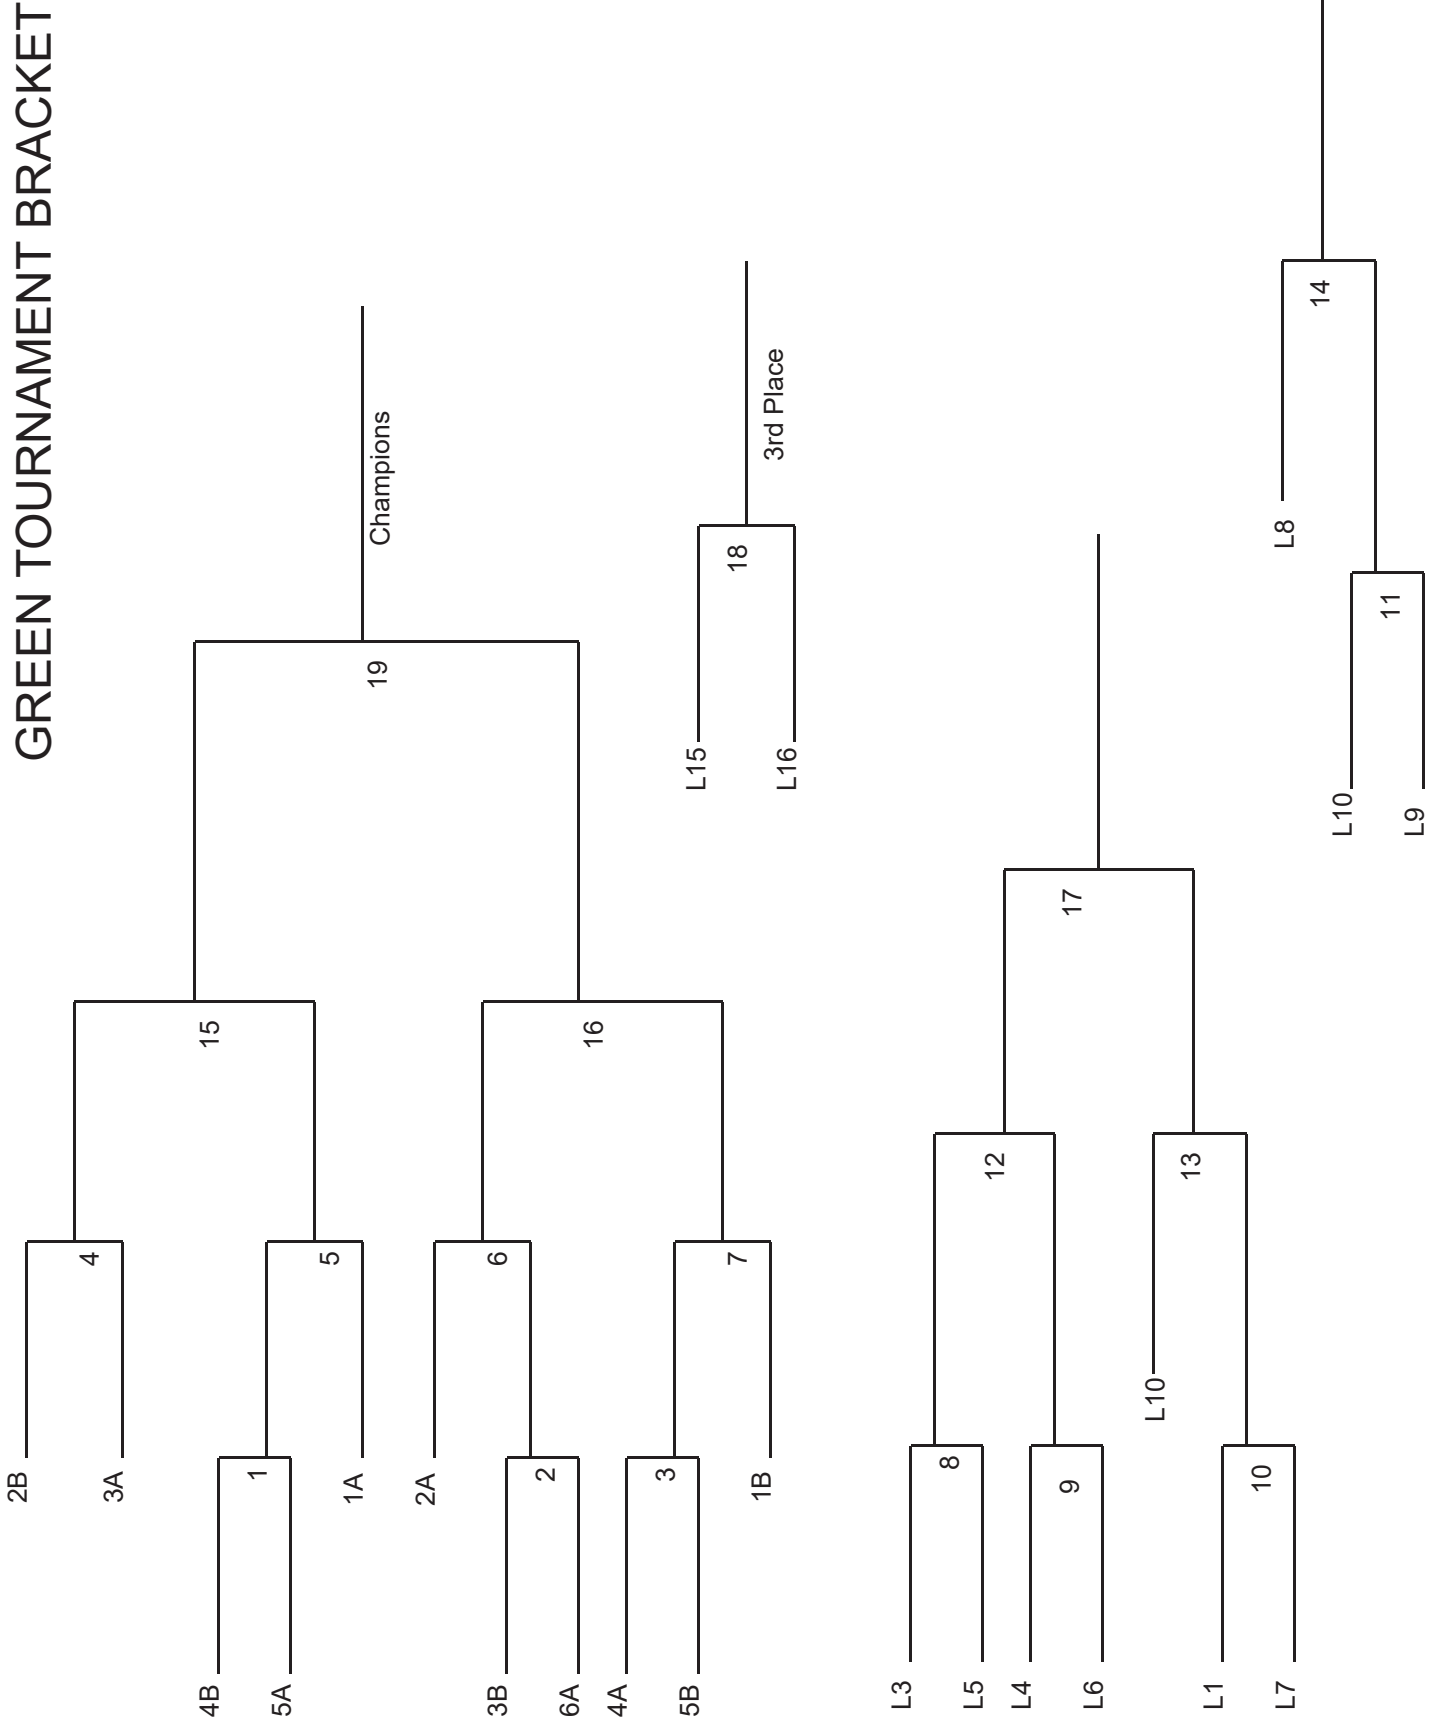 GREEN TOURNAMENT BRACKET
2B
4
3A
15
4B
1
5A
5
1A
19
Champions
2A
6
3B
2
6A
16
4A
3
5B
7
1B
L15
18
L16
3rd Place
L3
8
L5
12
L4
9
L6
17
L10
13
L1
10
L7
L8
14
L10
11
L9